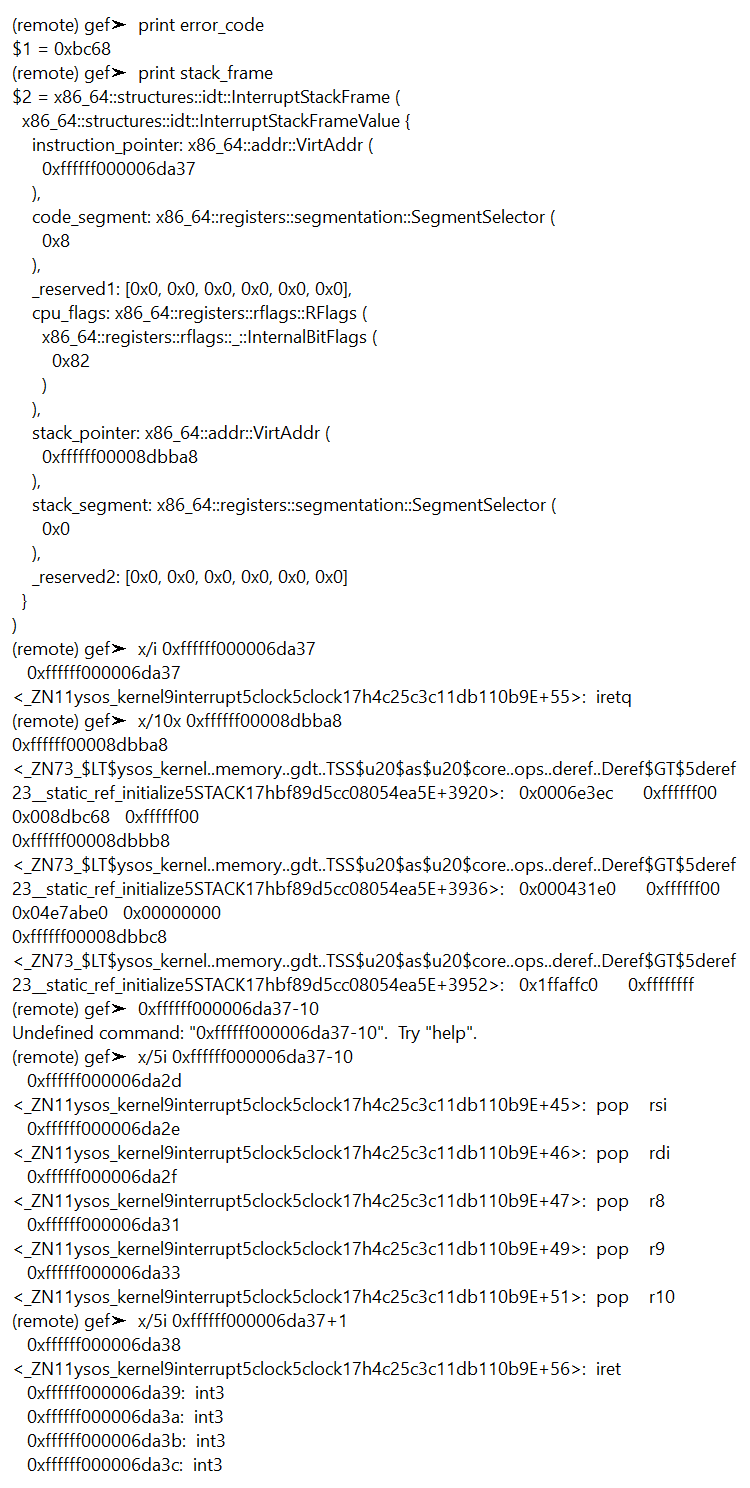 (remote) gef➤  print error_code
$1 = 0xbc68
(remote) gef➤  print stack_frame
$2 = x86_64::structures::idt::InterruptStackFrame (
  x86_64::structures::idt::InterruptStackFrameValue {
    instruction_pointer: x86_64::addr::VirtAddr (
      0xffffff000006da37
    ),
    code_segment: x86_64::registers::segmentation::SegmentSelector (
      0x8
    ),
    _reserved1: [0x0, 0x0, 0x0, 0x0, 0x0, 0x0],
    cpu_flags: x86_64::registers::rflags::RFlags (
      x86_64::registers::rflags::_::InternalBitFlags (
        0x82
      )
    ),
    stack_pointer: x86_64::addr::VirtAddr (
      0xffffff00008dbba8
    ),
    stack_segment: x86_64::registers::segmentation::SegmentSelector (
      0x0
    ),
    _reserved2: [0x0, 0x0, 0x0, 0x0, 0x0, 0x0]
  }
)
(remote) gef➤  x/i 0xffffff000006da37
   0xffffff000006da37
<_ZN11ysos_kernel9interrupt5clock5clock17h4c25c3c11db110b9E+55>:  iretq
(remote) gef➤  x/10x 0xffffff00008dbba8
0xffffff00008dbba8
<_ZN73_$LT$ysos_kernel..memory..gdt..TSS$u20$as$u20$core..ops..deref..Deref$GT$5deref
23__static_ref_initialize5STACK17hbf89d5cc08054ea5E+3920>:   0x0006e3ec   0xffffff00
0x008dbc68   0xffffff00
0xffffff00008dbbb8
<_ZN73_$LT$ysos_kernel..memory..gdt..TSS$u20$as$u20$core..ops..deref..Deref$GT$5deref
23__static_ref_initialize5STACK17hbf89d5cc08054ea5E+3936>:   0x000431e0   0xffffff00
0x04e7abe0   0x00000000
0xffffff00008dbbc8
<_ZN73_$LT$ysos_kernel..memory..gdt..TSS$u20$as$u20$core..ops..deref..Deref$GT$5deref
23__static_ref_initialize5STACK17hbf89d5cc08054ea5E+3952>:   0x1ffaffc0   0xffffffff
(remote) gef➤  0xffffff000006da37-10
Undefined command: "0xffffff000006da37-10".  Try "help".
(remote) gef➤  x/5i 0xffffff000006da37-10
   0xffffff000006da2d
<_ZN11ysos_kernel9interrupt5clock5clock17h4c25c3c11db110b9E+45>:  pop    rsi
   0xffffff000006da2e
<_ZN11ysos_kernel9interrupt5clock5clock17h4c25c3c11db110b9E+46>:  pop    rdi
   0xffffff000006da2f
<_ZN11ysos_kernel9interrupt5clock5clock17h4c25c3c11db110b9E+47>:  pop    r8
   0xffffff000006da31
<_ZN11ysos_kernel9interrupt5clock5clock17h4c25c3c11db110b9E+49>:  pop    r9
   0xffffff000006da33
<_ZN11ysos_kernel9interrupt5clock5clock17h4c25c3c11db110b9E+51>:  pop    r10
(remote) gef➤  x/5i 0xffffff000006da37+1
   0xffffff000006da38
<_ZN11ysos_kernel9interrupt5clock5clock17h4c25c3c11db110b9E+56>:  iret
   0xffffff000006da39:  int3
   0xffffff000006da3a:  int3
   0xffffff000006da3b:  int3
   0xffffff000006da3c:  int3